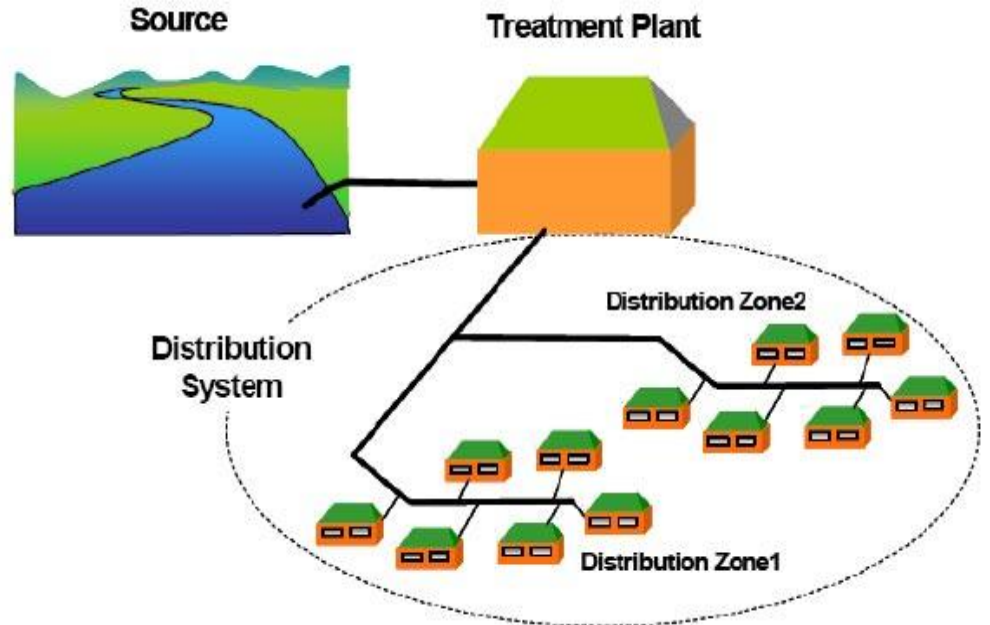 Source
Treatment Plant
Distribution Zone2
Distribution
System
Distribution Zone1